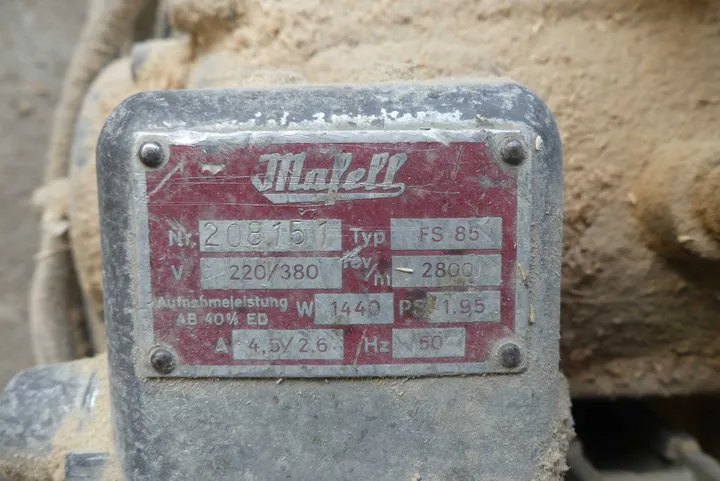 Mafell
Nr. 208151 Typ FS 85
V 220/380 rev/m 2800
Aufnahmeleistung W 1440 PS 1.95
AB 40% ED
A 4,5/2,6 Hz 50